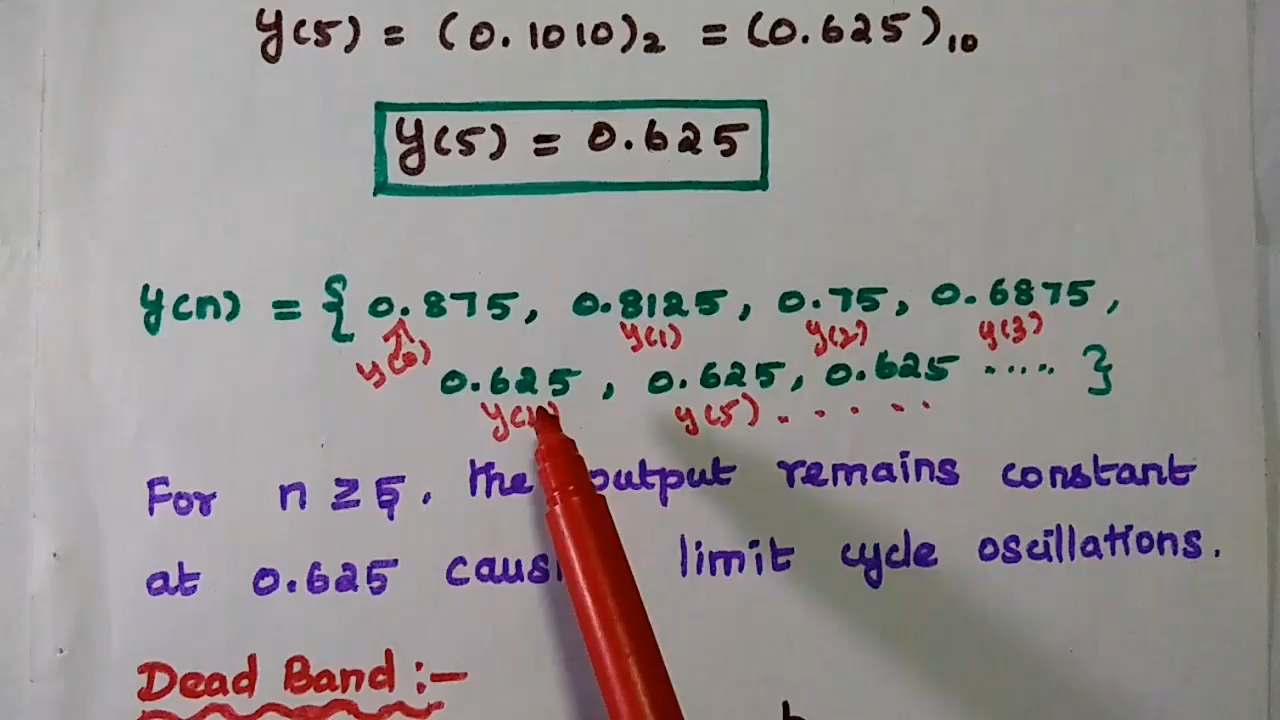 y(5) = (0.1010)₂ = (0.625)₁₀
y(5) = 0.625
y(n) = { 0.875, 0.8125, 0.75, 0.6875,
y(0) y(1) y(2) y(3)
0.625, 0.625, 0.625 ..... }
y(5) . . . . .
For n ≥ 5, the output remains constant
at 0.625 limit cycle oscillations.
Dead Band :-